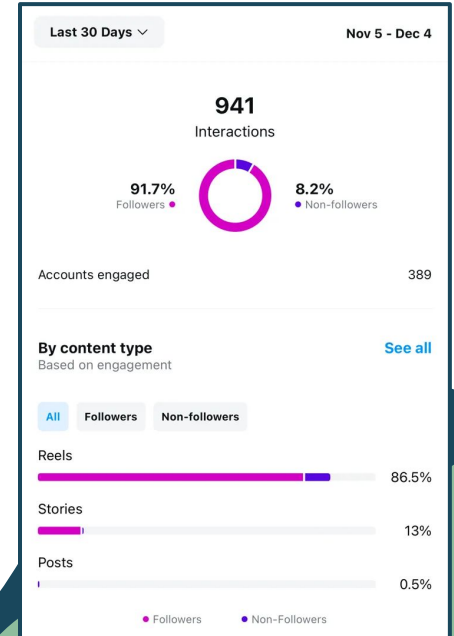 Last 30 Days
Nov 5 - Dec 4
941
Interactions
91.7%
Followers
8.2%
Non-followers
Accounts engaged
389
By content type
See all
Based on engagement
All
Followers
Non-followers
Reels
86.5%
Stories
13%
Posts
0.5%
Followers
Non-Followers